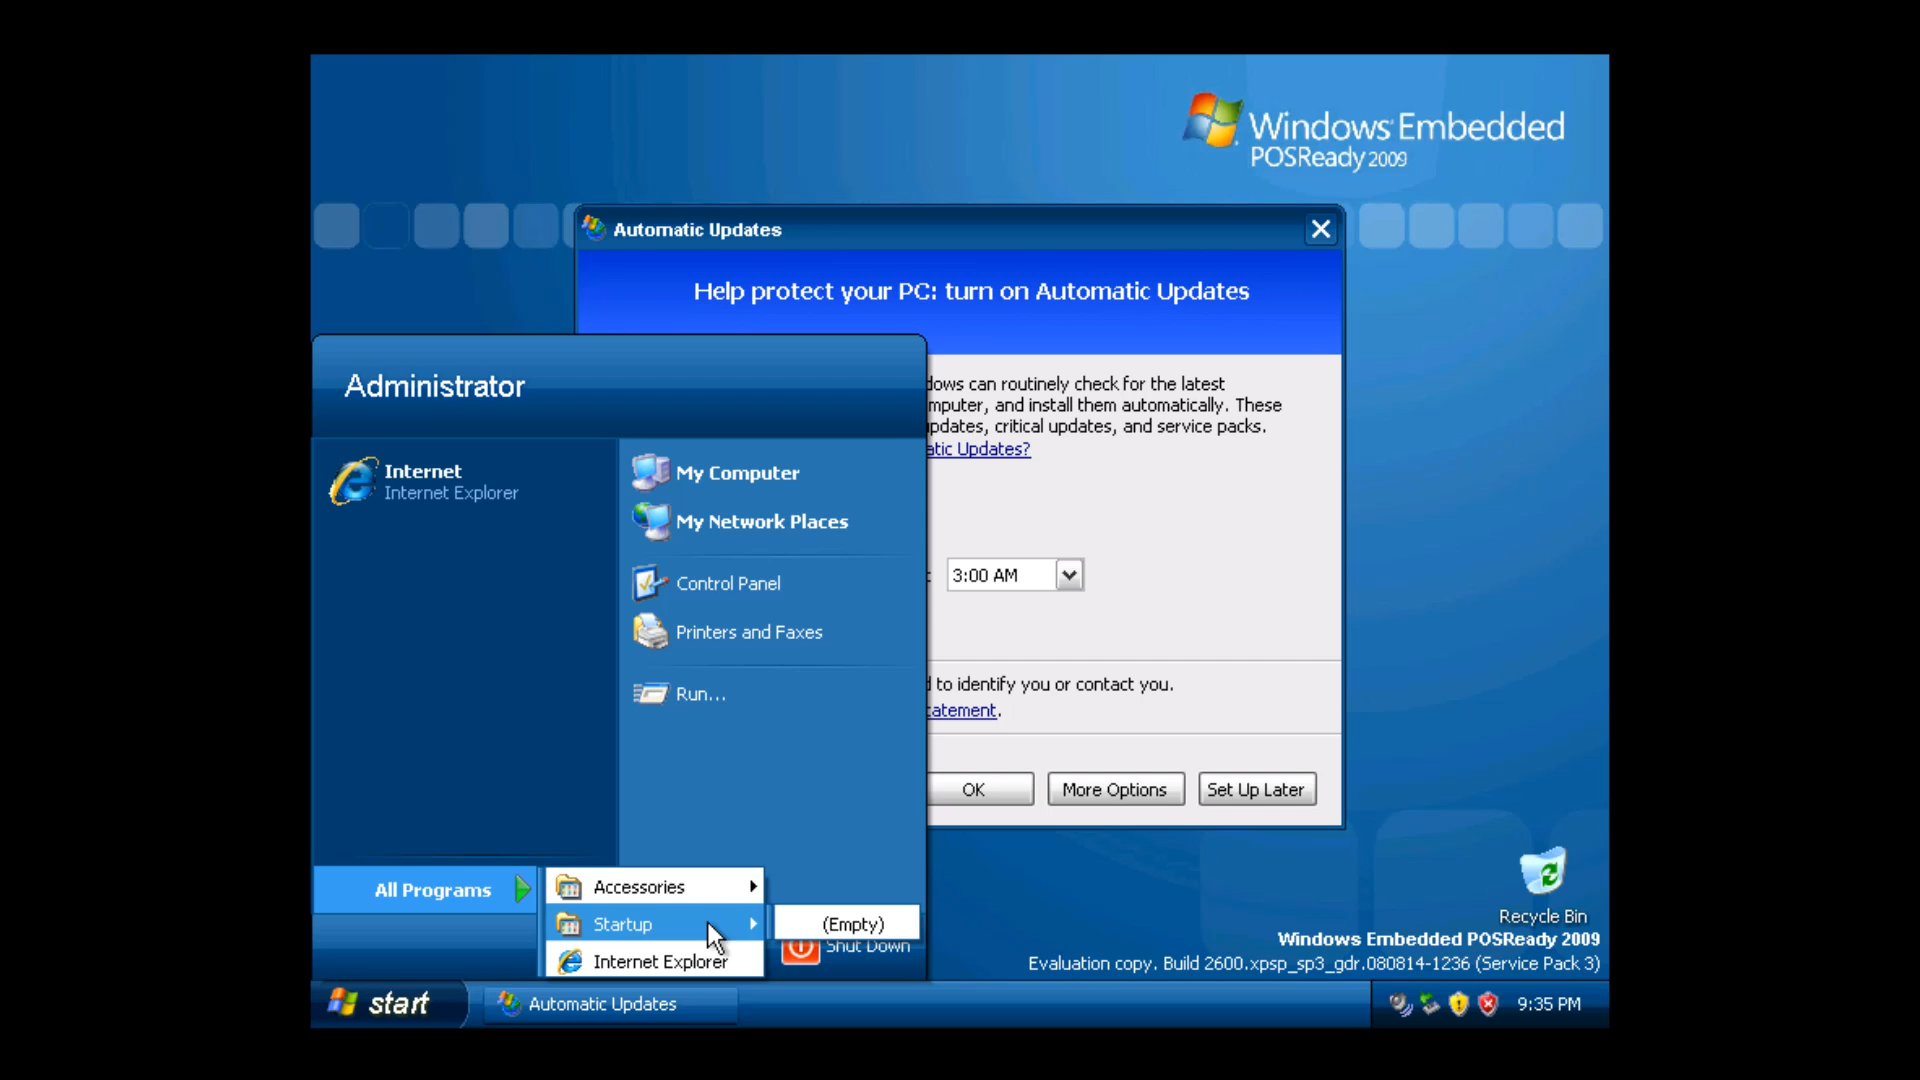 Windows Embedded
POSReady 2009
Automatic Updates
Help protect your PC: turn on Automatic Updates
Administrator
dows can routinely check for the latest
mputer, and install them automatically. These
updates, critical updates, and service packs.
atic Updates?
Internet
Internet Explorer
My Computer
My Network Places
3:00 AM
Control Panel
Printers and Faxes
to identify you or contact you.
Run...
tatement.
OK
More Options
Set Up Later
All Programs
Accessories
Startup
(Empty)
Internet Explorer
Shut Down
Recycle Bin
Windows Embedded POSReady 2009
Evaluation copy. Build 2600.xpsp_sp3_gdr.080814-1236 (Service Pack 3)
start
Automatic Updates
9:35 PM